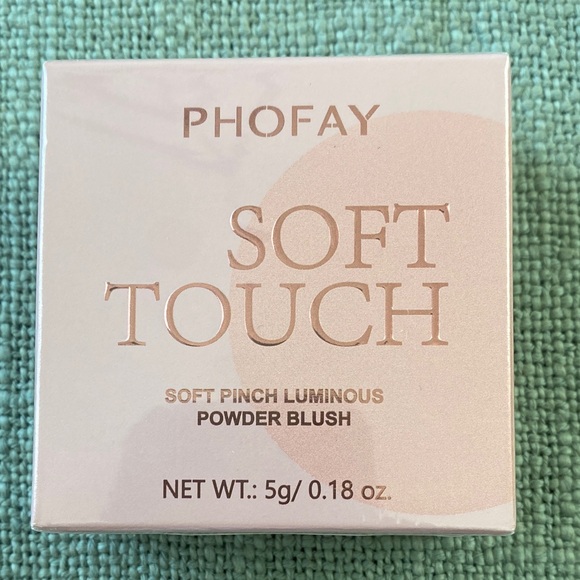 PHOFAY
SOFT
TOUCH
SOFT PINCH LUMINOUS
POWDER BLUSH
NET WT.: 5g/ 0.18 oz.